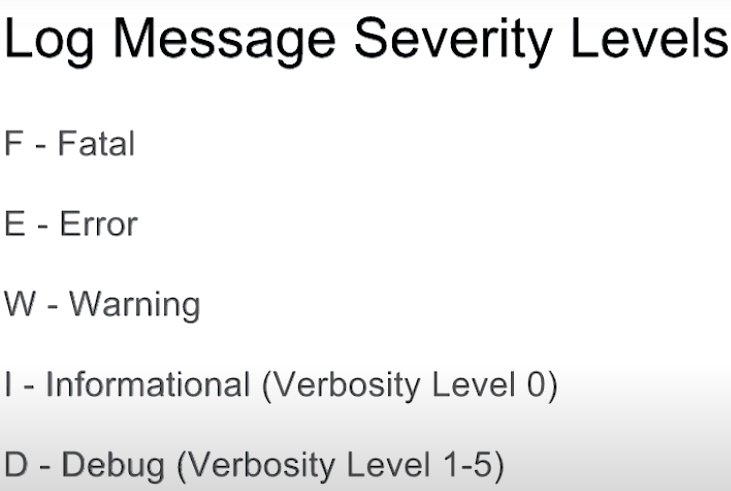 Log Message Severity Levels
F - Fatal
E - Error
W - Warning
I - Informational (Verbosity Level 0)
D - Debug (Verbosity Level 1-5)